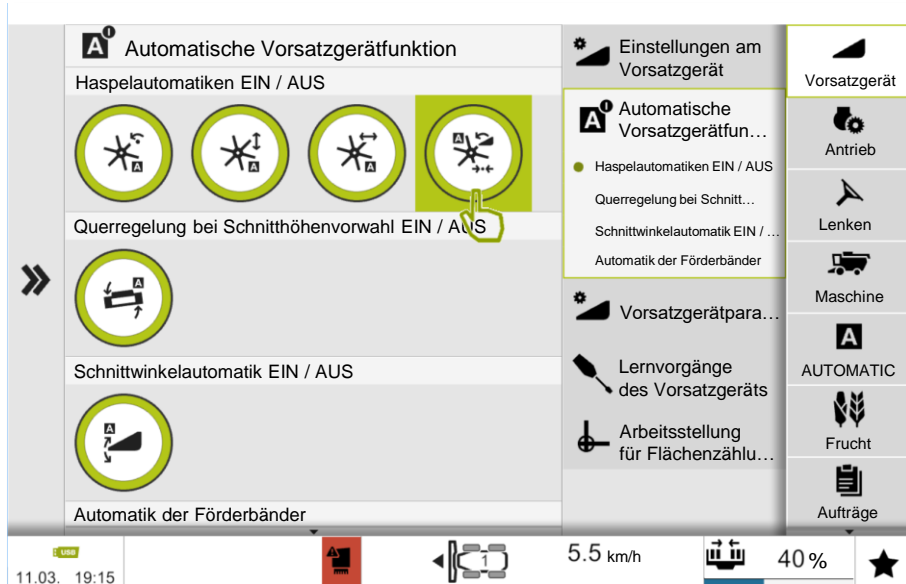 Automatische Vorsatzgerätfunktion
Haspelautomatiken EIN / AUS
A
A
A
A
Querregelung bei Schnitthöhenvorwahl EIN / AUS
A
Schnittwinkelautomatik EIN / AUS
A
Automatik der Förderbänder
Einstellungen am
Vorsatzgerät
A
Automatische
Vorsatzgerätfun…
Haspelautomatiken EIN / AUS
Querregelung bei Schnitt…
Schnittwinkelautomatik EIN / …
Automatik der Förderbänder
Vorsatzgerätpara…
Lernvorgänge
des Vorsatzgeräts
Arbeitsstellung
für Flächenzählu…
Vorsatzgerät
Antrieb
Lenken
Maschine
A
AUTOMATIC
Frucht
Aufträge
USB
11.03. 19:15
1
5.5 km/h
40 %